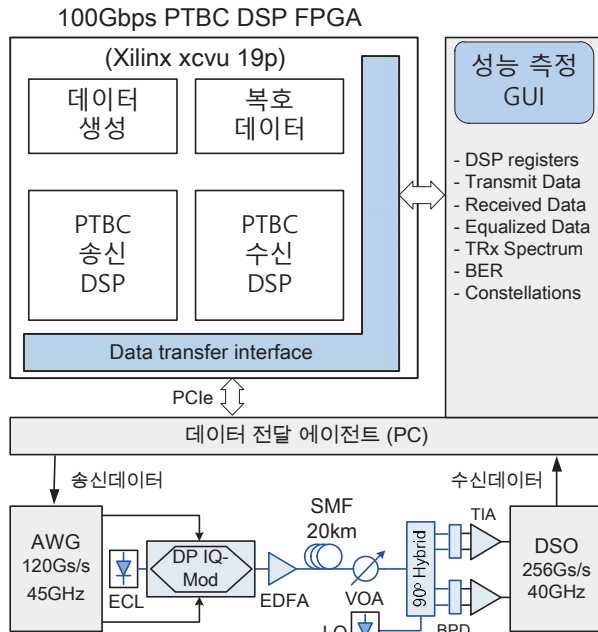 100Gbps PTBC DSP FPGA
(Xilinx xcvu 19p)
데이터
생성
복호
데이터
PTBC
송신
DSP
PTBC
수신
DSP
Data transfer interface
성능 측정
GUI
- DSP registers
- Transmit Data
- Received Data
- Equalized Data
- TRx Spectrum
- BER
- Constellations
PCIe
데이터 전달 에이전트 (PC)
송신데이터
수신데이터
AWG
120Gs/s
45GHz
ECL
DP IQ-
Mod
EDFA
SMF
20km
VOA
90º Hybrid
LO
TIA
BPD
DSO
256Gs/s
40GHz